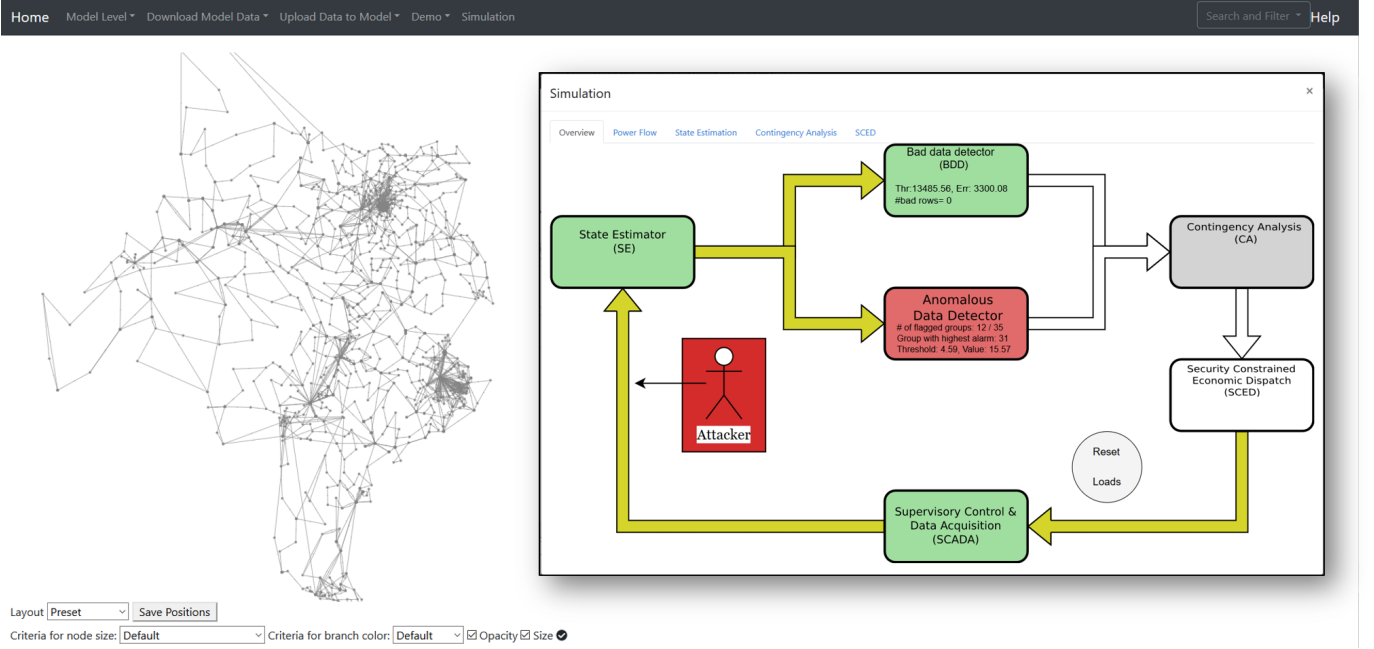 Home Model Level Download Model Data Upload Data to Model Demo Simulation Search and Filter Help
Simulation ×
Overview Power Flow State Estimation Contingency Analysis SCED
Bad data detector
(BDD)
Thr:13485.56, Err: 3300.08
#bad rows= 0
State Estimator
(SE)
Contingency Analysis
(CA)
Anomalous
Data Detector
# of flagged groups: 12 / 35
Group with highest alarm: 31
Threshold: 4.59, Value: 15.57
Security Constrained
Economic Dispatch
(SCED)
Attacker
Reset
Loads
Supervisory Control &
Data Acquisition
(SCADA)
Layout Preset Save Positions
Criteria for node size: Default Criteria for branch color: Default Opacity Size